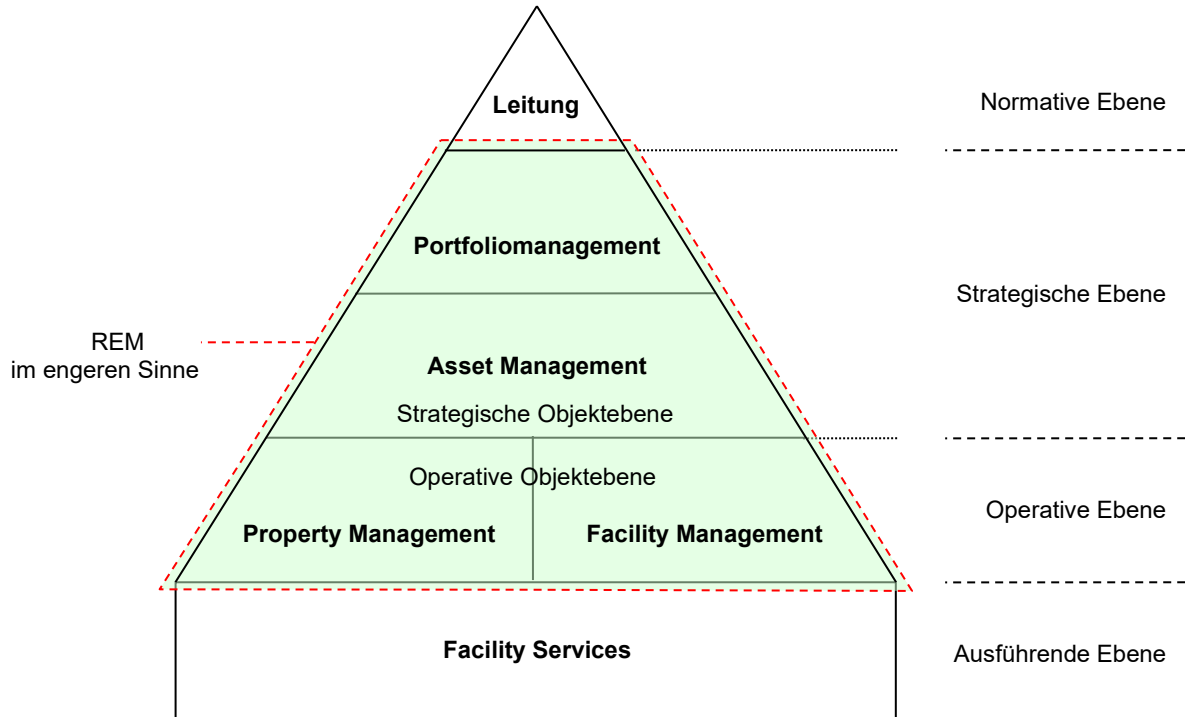 Leitung
Normative Ebene
Portfoliomanagement
Strategische Ebene
REM
im engeren Sinne
Asset Management
Strategische Objektebene
Operative Objektebene
Property Management
Facility Management
Operative Ebene
Facility Services
Ausführende Ebene